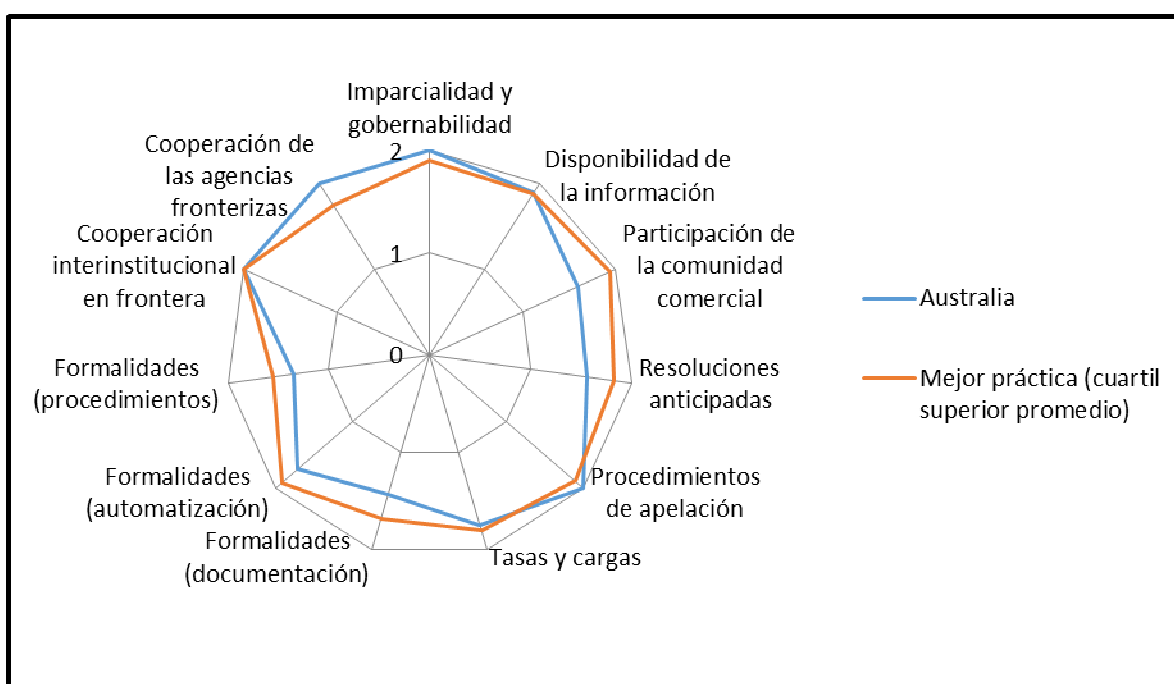 Imparcialidad y
gobernabilidad
Disponibilidad de
la información
Participación de
la comunidad
comercial
Resoluciones
anticipadas
Procedimientos
de apelación
Tasas y cargas
Formalidades
(documentación)
Formalidades
(automatización)
Formalidades
(procedimientos)
Cooperación
interinstitucional
en frontera
Cooperación de
las agencias
fronterizas
2
1
0
Australia
Mejor práctica (cuartil
superior promedio)